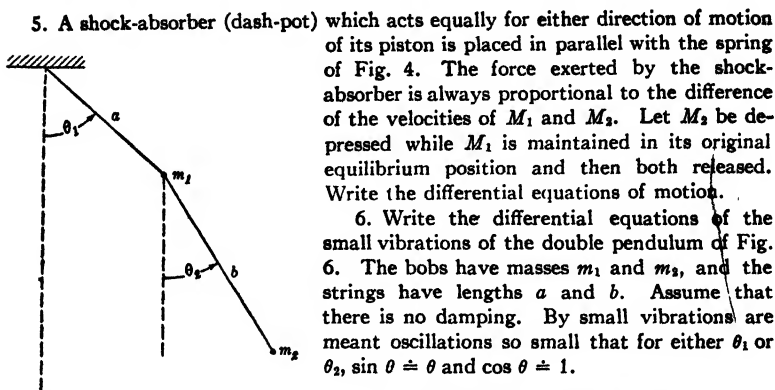 5. A shock-absorber (dash-pot) which acts equally for either direction of motion
of its piston is placed in parallel with the spring
of Fig. 4. The force exerted by the shock-
absorber is always proportional to the difference
of the velocities of M₁ and M₂. Let M₂ be de-
pressed while M₁ is maintained in its original
equilibrium position and then both released.
Write the differential equations of motion.
6. Write the differential equations of the
small vibrations of the double pendulum of Fig.
6. The bobs have masses m₁ and m₂, and the
strings have lengths a and b. Assume that
there is no damping. By small vibrations are
meant oscillations so small that for either θ₁ or
θ₂, sin θ ≐ θ and cos θ ≐ 1.
θ₁
a
m₁
θ₂
b
m₂